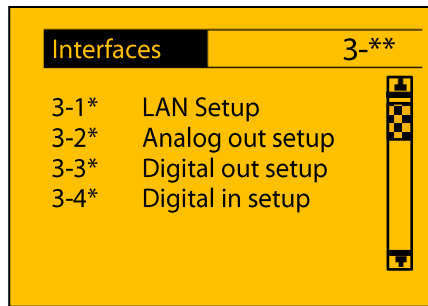 Interfaces 3-**
3-1* LAN Setup
3-2* Analog out setup
3-3* Digital out setup
3-4* Digital in setup